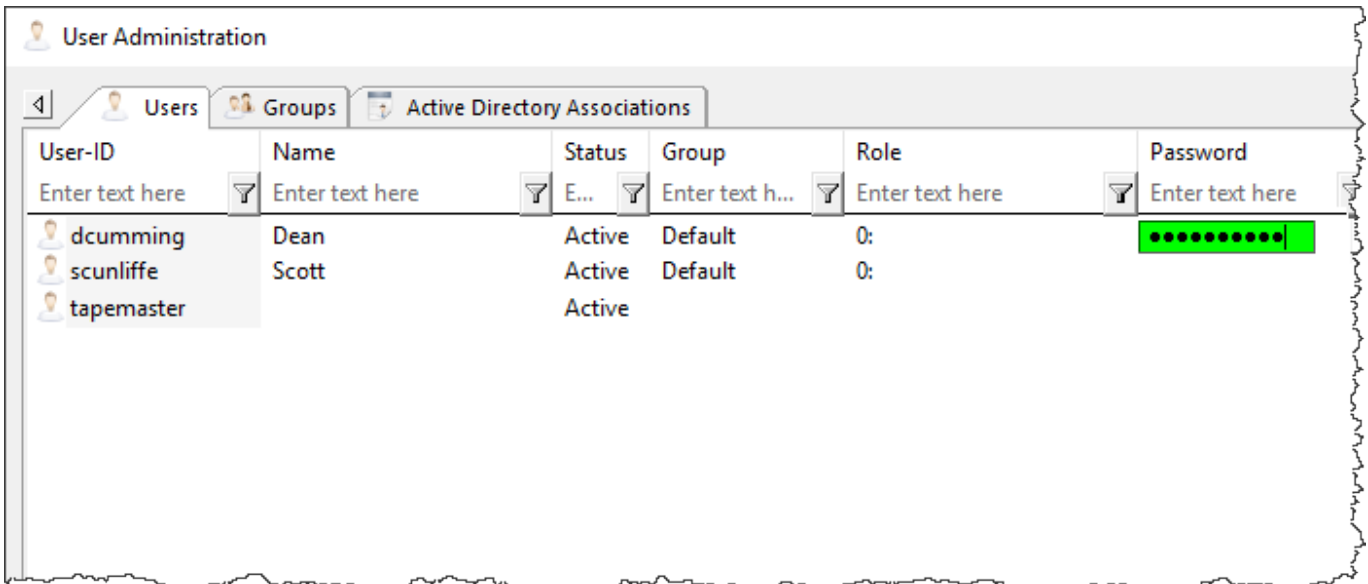 User Administration
Users Groups Active Directory Associations
User-ID Name Status Group Role Password
Enter text here Enter text here E... Enter text h... Enter text here Enter text here
dcumming Dean Active Default 0: ●●●●●●●●●●
scunliffe Scott Active Default 0:
tapemaster Active